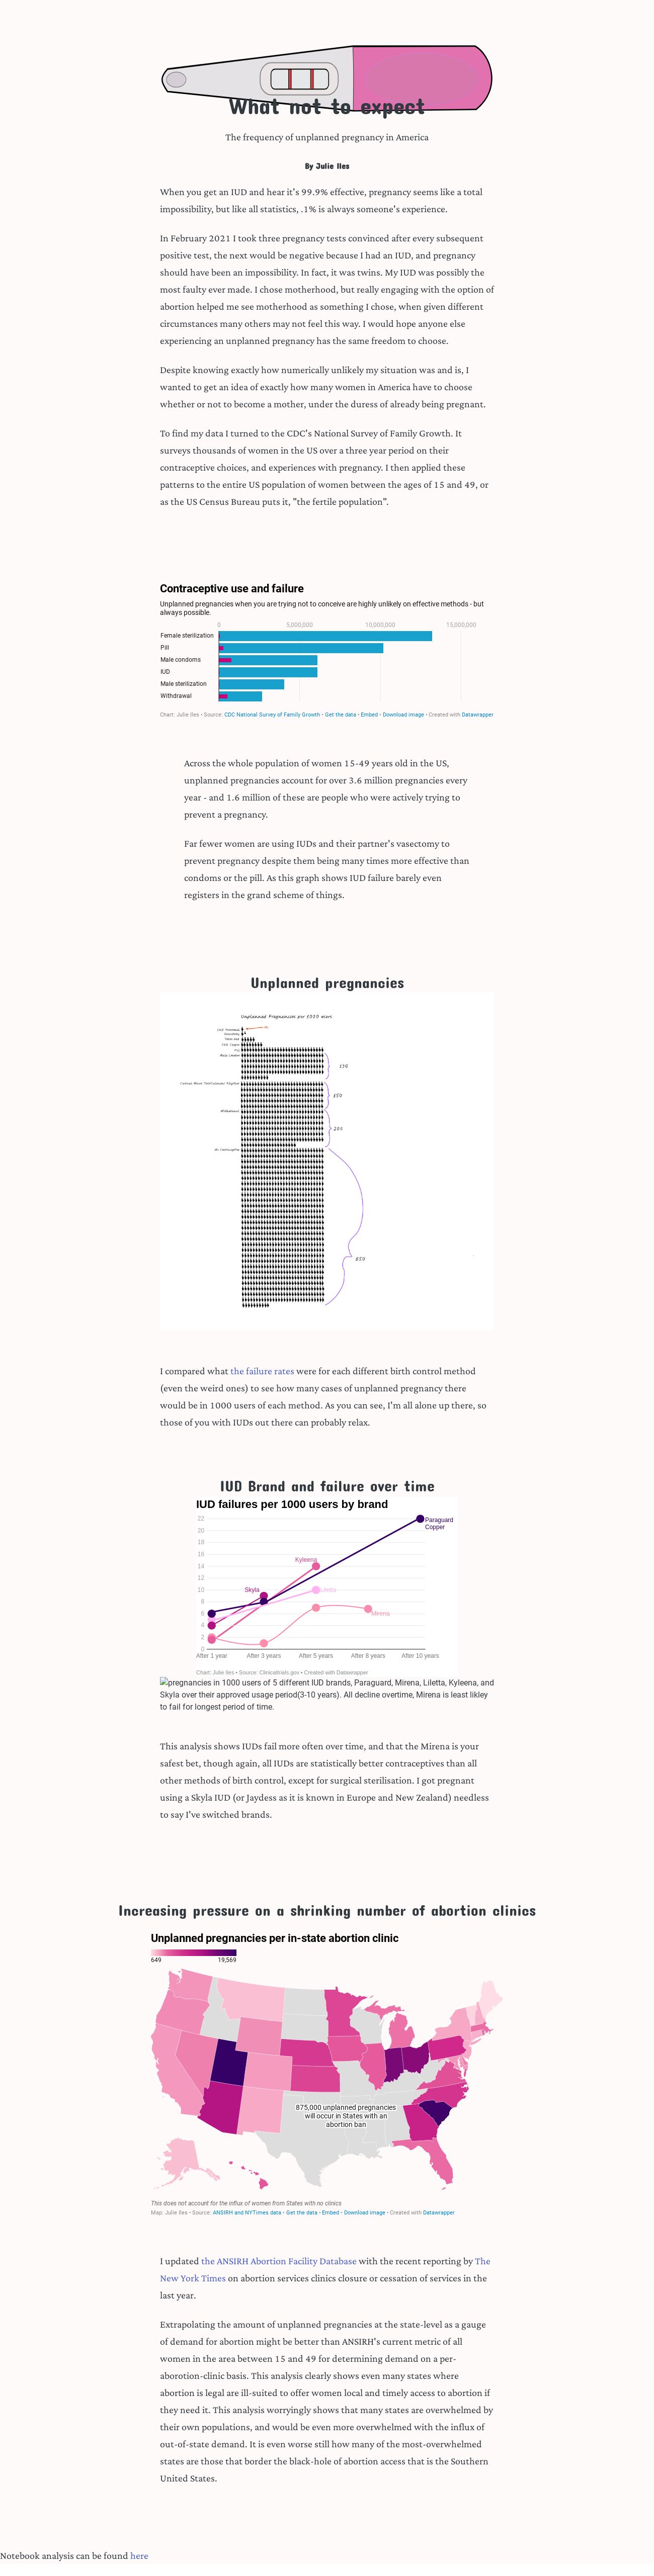 What not to expect
The frequency of unplanned pregnancy in America
By Julie Iles
When you get an IUD and hear it's 99.9% effective, pregnancy seems like a total
impossibility, but like all statistics, .1% is always someone's experience.
In February 2021 I took three pregnancy tests convinced after every subsequent
positive test, the next would be negative because I had an IUD, and pregnancy
should have been an impossibility. In fact, it was twins. My IUD was possibly the
most faulty ever made. I chose motherhood, but really engaging with the option of
abortion helped me see motherhood as something I chose, when given different
circumstances many others may not feel this way. I would hope anyone else
experiencing an unplanned pregnancy has the same freedom to choose.
Despite knowing exactly how numerically unlikely my situation was and is, I
wanted to get an idea of exactly how many women in America have to choose
whether or not to become a mother, under the duress of already being pregnant.
To find my data I turned to the CDC's National Survey of Family Growth. It
surveys thousands of women in the US over a three year period on their
contraceptive choices, and experiences with pregnancy. I then applied these
patterns to the entire US population of women between the ages of 15 and 49, or
as the US Census Bureau puts it, "the fertile population".
Contraceptive use and failure
Unplanned pregnancies when you are trying not to conceive are highly unlikely on effective methods - but
always possible.
0 5,000,000 10,000,000 15,000,000
Female sterilization
Pill
Male condoms
IUD
Male sterilization
Withdrawal
Chart: Julie Iles • Source: CDC National Survey of Family Growth • Get the data • Embed • Download image • Created with Datawrapper
Across the whole population of women 15-49 years old in the US,
unplanned pregnancies account for over 3.6 million pregnancies every
year - and 1.6 million of these are people who were actively trying to
prevent a pregnancy.
Far fewer women are using IUDs and their partner's vasectomy to
prevent pregnancy despite them being many times more effective than
condoms or the pill. As this graph shows IUD failure barely even
registers in the grand scheme of things.
Unplanned pregnancies
Unplanned Pregnancies per 1000 users
Male Condom
Withdrawal
No Contraception
850
I compared what the failure rates were for each different birth control method
(even the weird ones) to see how many cases of unplanned pregnancy there
would be in 1000 users of each method. As you can see, I'm all alone up there, so
those of you with IUDs out there can probably relax.
IUD Brand and failure over time
IUD failures per 1000 users by brand
22
Paraguard
Copper
20
18
16
Kyleena
14
12
Skyla
10
Liletta
8
6
Mirena
4
2
0
After 1 year After 3 years After 5 years After 8 years After 10 years
Chart: Julie Iles • Source: Clinicaltrials.gov • Created with Datawrapper
pregnancies in 1000 users of 5 different IUD brands, Paraguard, Mirena, Liletta, Kyleena, and
Skyla over their approved usage period(3-10 years). All decline overtime, Mirena is least likley
to fail for longest period of time.
This analysis shows IUDs fail more often over time, and that the Mirena is your
safest bet, though again, all IUDs are statistically better contraceptives than all
other methods of birth control, except for surgical sterilisation. I got pregnant
using a Skyla IUD (or Jaydess as it is known in Europe and New Zealand) needless
to say I've switched brands.
Increasing pressure on a shrinking number of abortion clinics
Unplanned pregnancies per in-state abortion clinic
649 19,569
875,000 unplanned pregnancies
will occur in States with an
abortion ban
This does not account for the influx of women from States with no clinics
Map: Julie Iles • Source: ANSIRH and NYTimes data • Get the data • Embed • Download image • Created with Datawrapper
I updated the ANSIRH Abortion Facility Database with the recent reporting by The
New York Times on abortion services clinics closure or cessation of services in the
last year.
Extrapolating the amount of unplanned pregnancies at the state-level as a gauge
of demand for abortion might be better than ANSIRH's current metric of all
women in the area between 15 and 49 for determining demand on a per-
aborotion-clinic basis. This analysis clearly shows even many states where
abortion is legal are ill-suited to offer women local and timely access to abortion if
they need it. This analysis worryingly shows that many states are overwhelmed by
their own populations, and would be even more overwhelmed with the influx of
out-of-state demand. It is even worse still how many of the most-overwhelmed
states are those that border the black-hole of abortion access that is the Southern
United States.
Notebook analysis can be found here